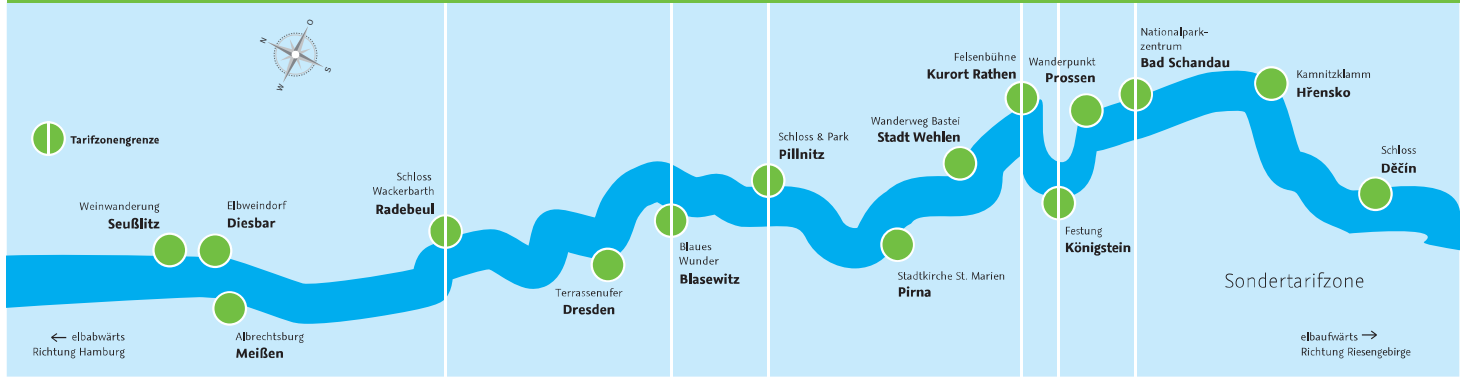 N
O
S
W
Tarifzonengrenze
Weinwanderung
Seußlitz
Elbweindorf
Diesbar
Albrechtsburg
Meißen
← elbabwärts
Richtung Hamburg
Schloss
Wackerbarth
Radebeul
Terrassenufer
Dresden
Blaues
Wunder
Blasewitz
Schloss & Park
Pillnitz
Stadtkirche St. Marien
Pirna
Wanderweg Bastei
Stadt Wehlen
Felsenbühne
Kurort Rathen
Festung
Königstein
Wanderpunkt
Prossen
Nationalpark-
zentrum
Bad Schandau
Kamnitzklamm
Hřensko
Schloss
Děčín
Sondertarifzone
elbaufwärts →
Richtung Riesengebirge